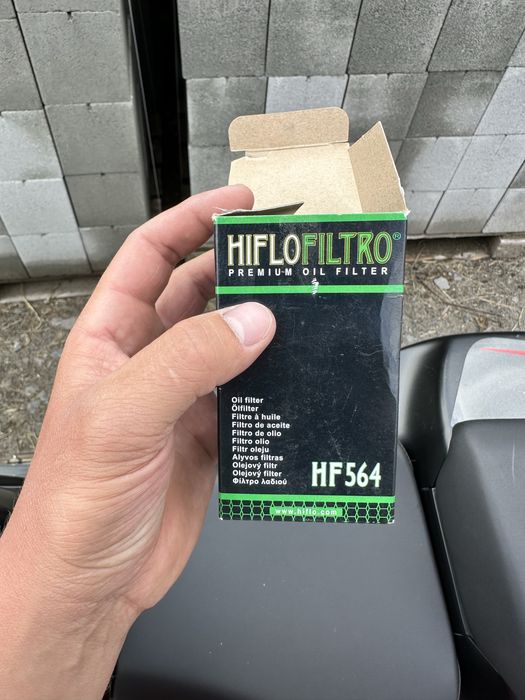 HIFLOFILTRO®
PREMIUM OIL FILTER
Oil filter
Ölfilter
Filtre à huile
Filtro de aceite
Filtro de olio
Filtro olio
Filtr oleju
Alyvos filtras
Olejový filtr
Olejový filter
Φίλτρο λαδιού
HF564
www.hiflo.com